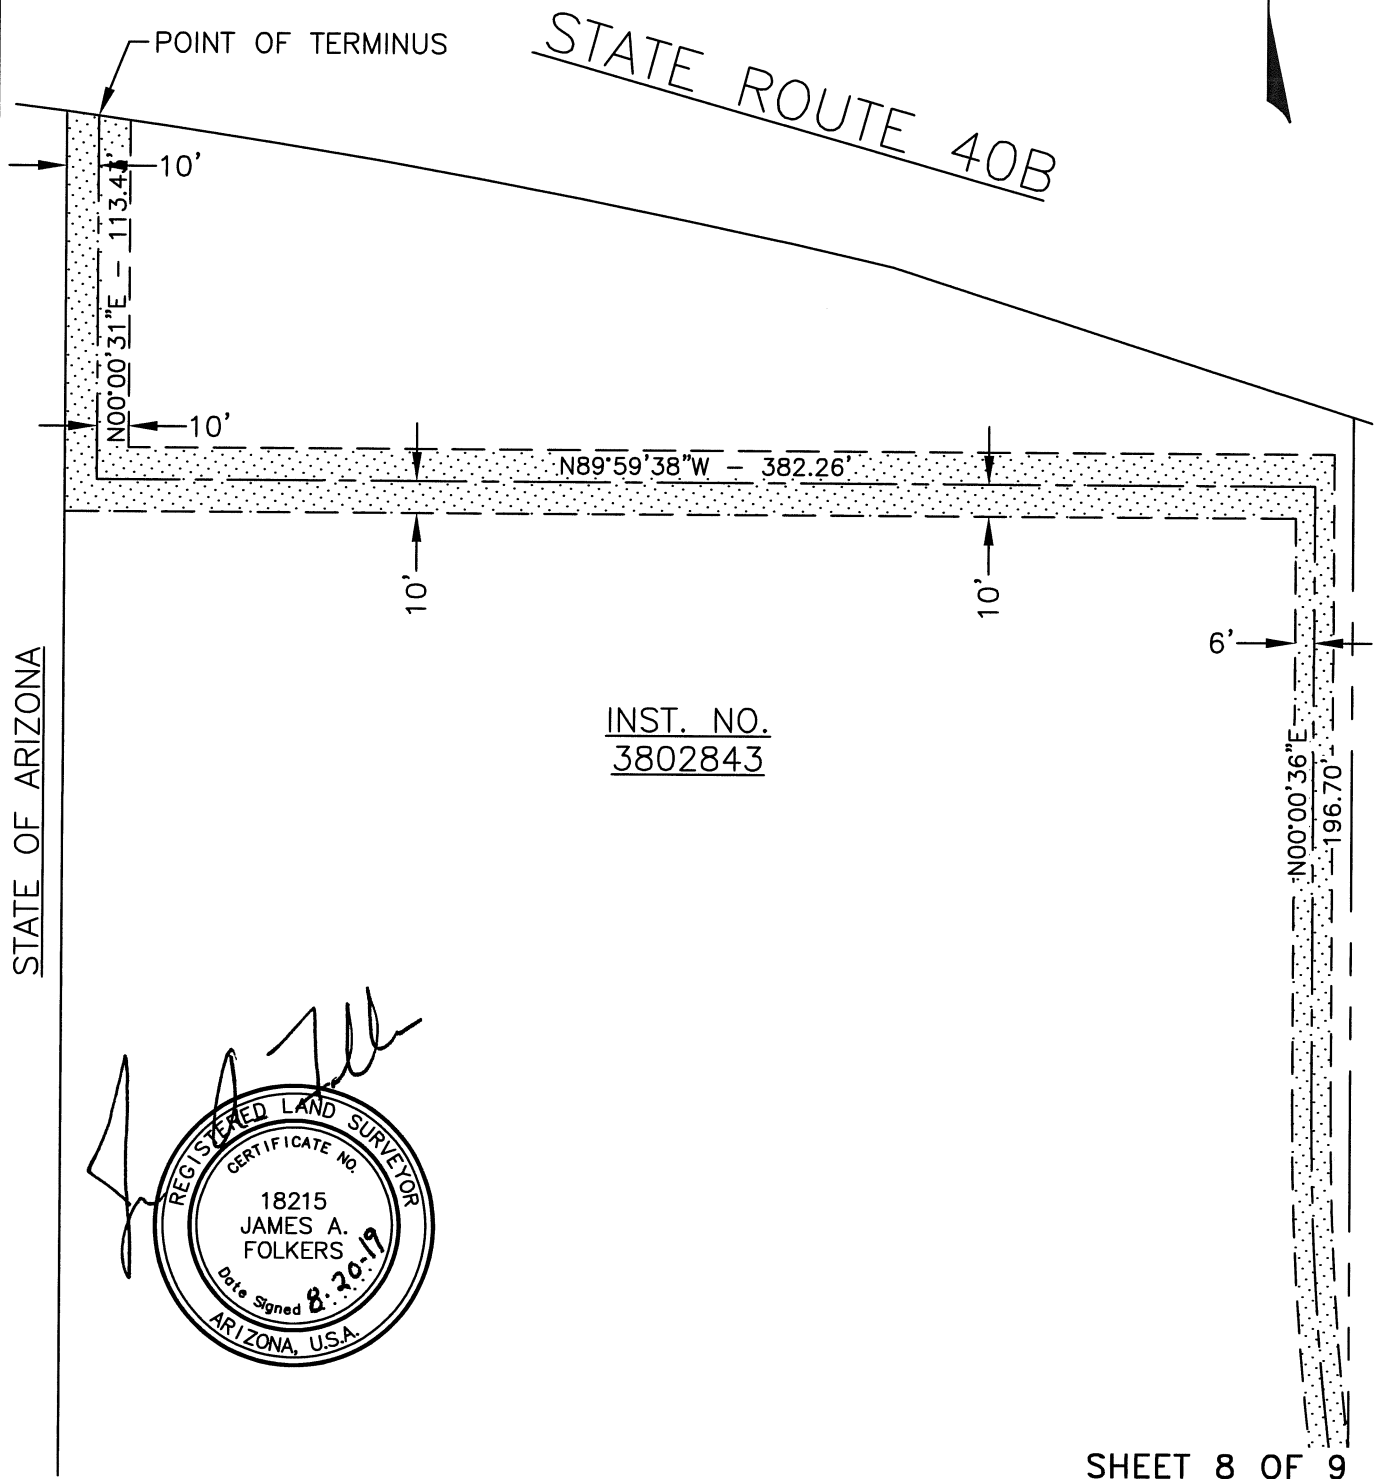 POINT OF TERMINUS
STATE ROUTE 40B
10'
N00°00'31"E - 113.4
10'
N89°59'38"W - 382.26'
10'
10'
6'
STATE OF ARIZONA
INST. NO.
3802843
N00°00'36"E
196.70'
REGISTERED LAND SURVEYOR
CERTIFICATE NO.
18215
JAMES A.
FOLKERS
Date Signed 8-20-19
ARIZONA, U.S.A.
SHEET 8 OF 9